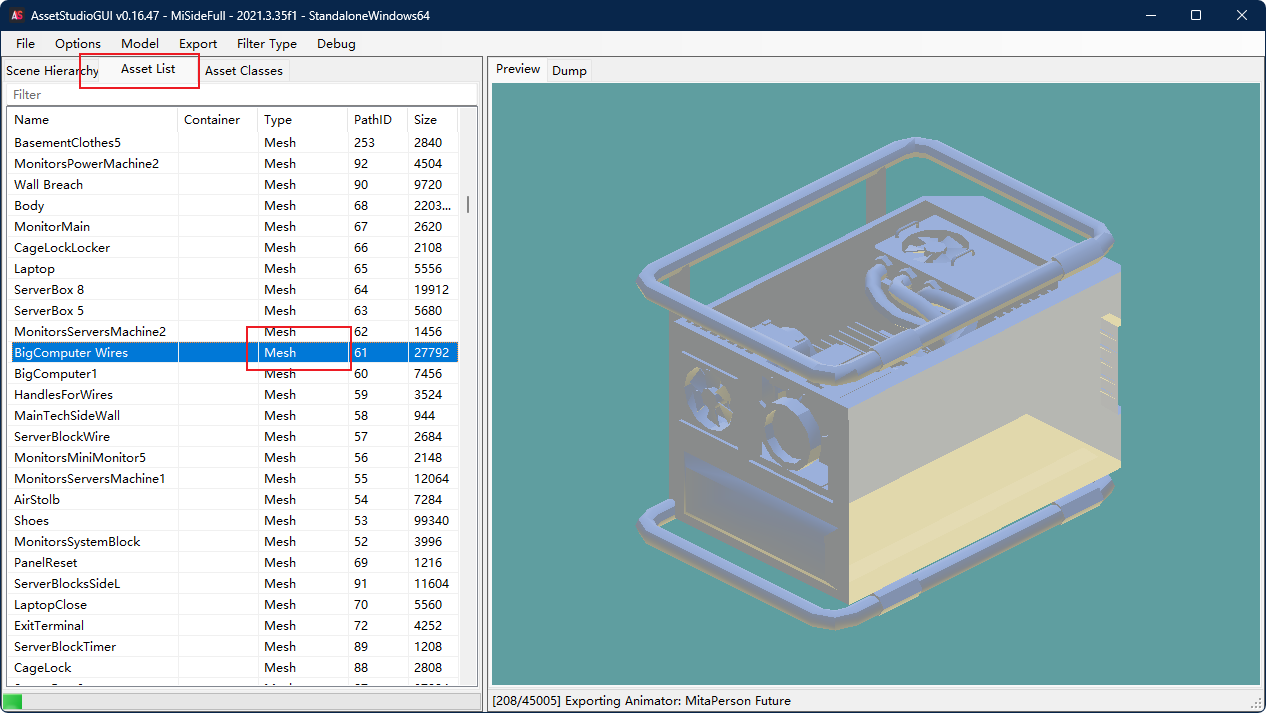 AS AssetStudioGUI v0.16.47 - MiSideFull - 2021.3.35f1 - StandaloneWindows64
File Options Model Export Filter Type Debug
Scene Hierarchy Asset List Asset Classes
Preview Dump
Filter
Name Container Type PathID Size
BasementClothes5 Mesh 253 2840
MonitorsPowerMachine2 Mesh 92 4504
Wall Breach Mesh 90 9720
Body Mesh 68 2203...
MonitorMain Mesh 67 2620
CageLockLocker Mesh 66 2108
Laptop Mesh 65 5556
ServerBox 8 Mesh 64 19912
ServerBox 5 Mesh 63 5680
MonitorsServersMachine2 Mesh 62 1456
BigComputer Wires Mesh 61 27792
BigComputer1 Mesh 60 7456
HandlesForWires Mesh 59 3524
MainTechSideWall Mesh 58 944
ServerBlockWire Mesh 57 2684
MonitorsMiniMonitor5 Mesh 56 2148
MonitorsServersMachine1 Mesh 55 12064
AirStolb Mesh 54 7284
Shoes Mesh 53 99340
MonitorsSystemBlock Mesh 52 3996
PanelReset Mesh 69 1216
ServerBlocksSideL Mesh 91 11604
LaptopClose Mesh 70 5560
ExitTerminal Mesh 72 4252
ServerBlockTimer Mesh 89 1208
CageLock Mesh 88 2808
[208/45005] Exporting Animator: MitaPerson Future